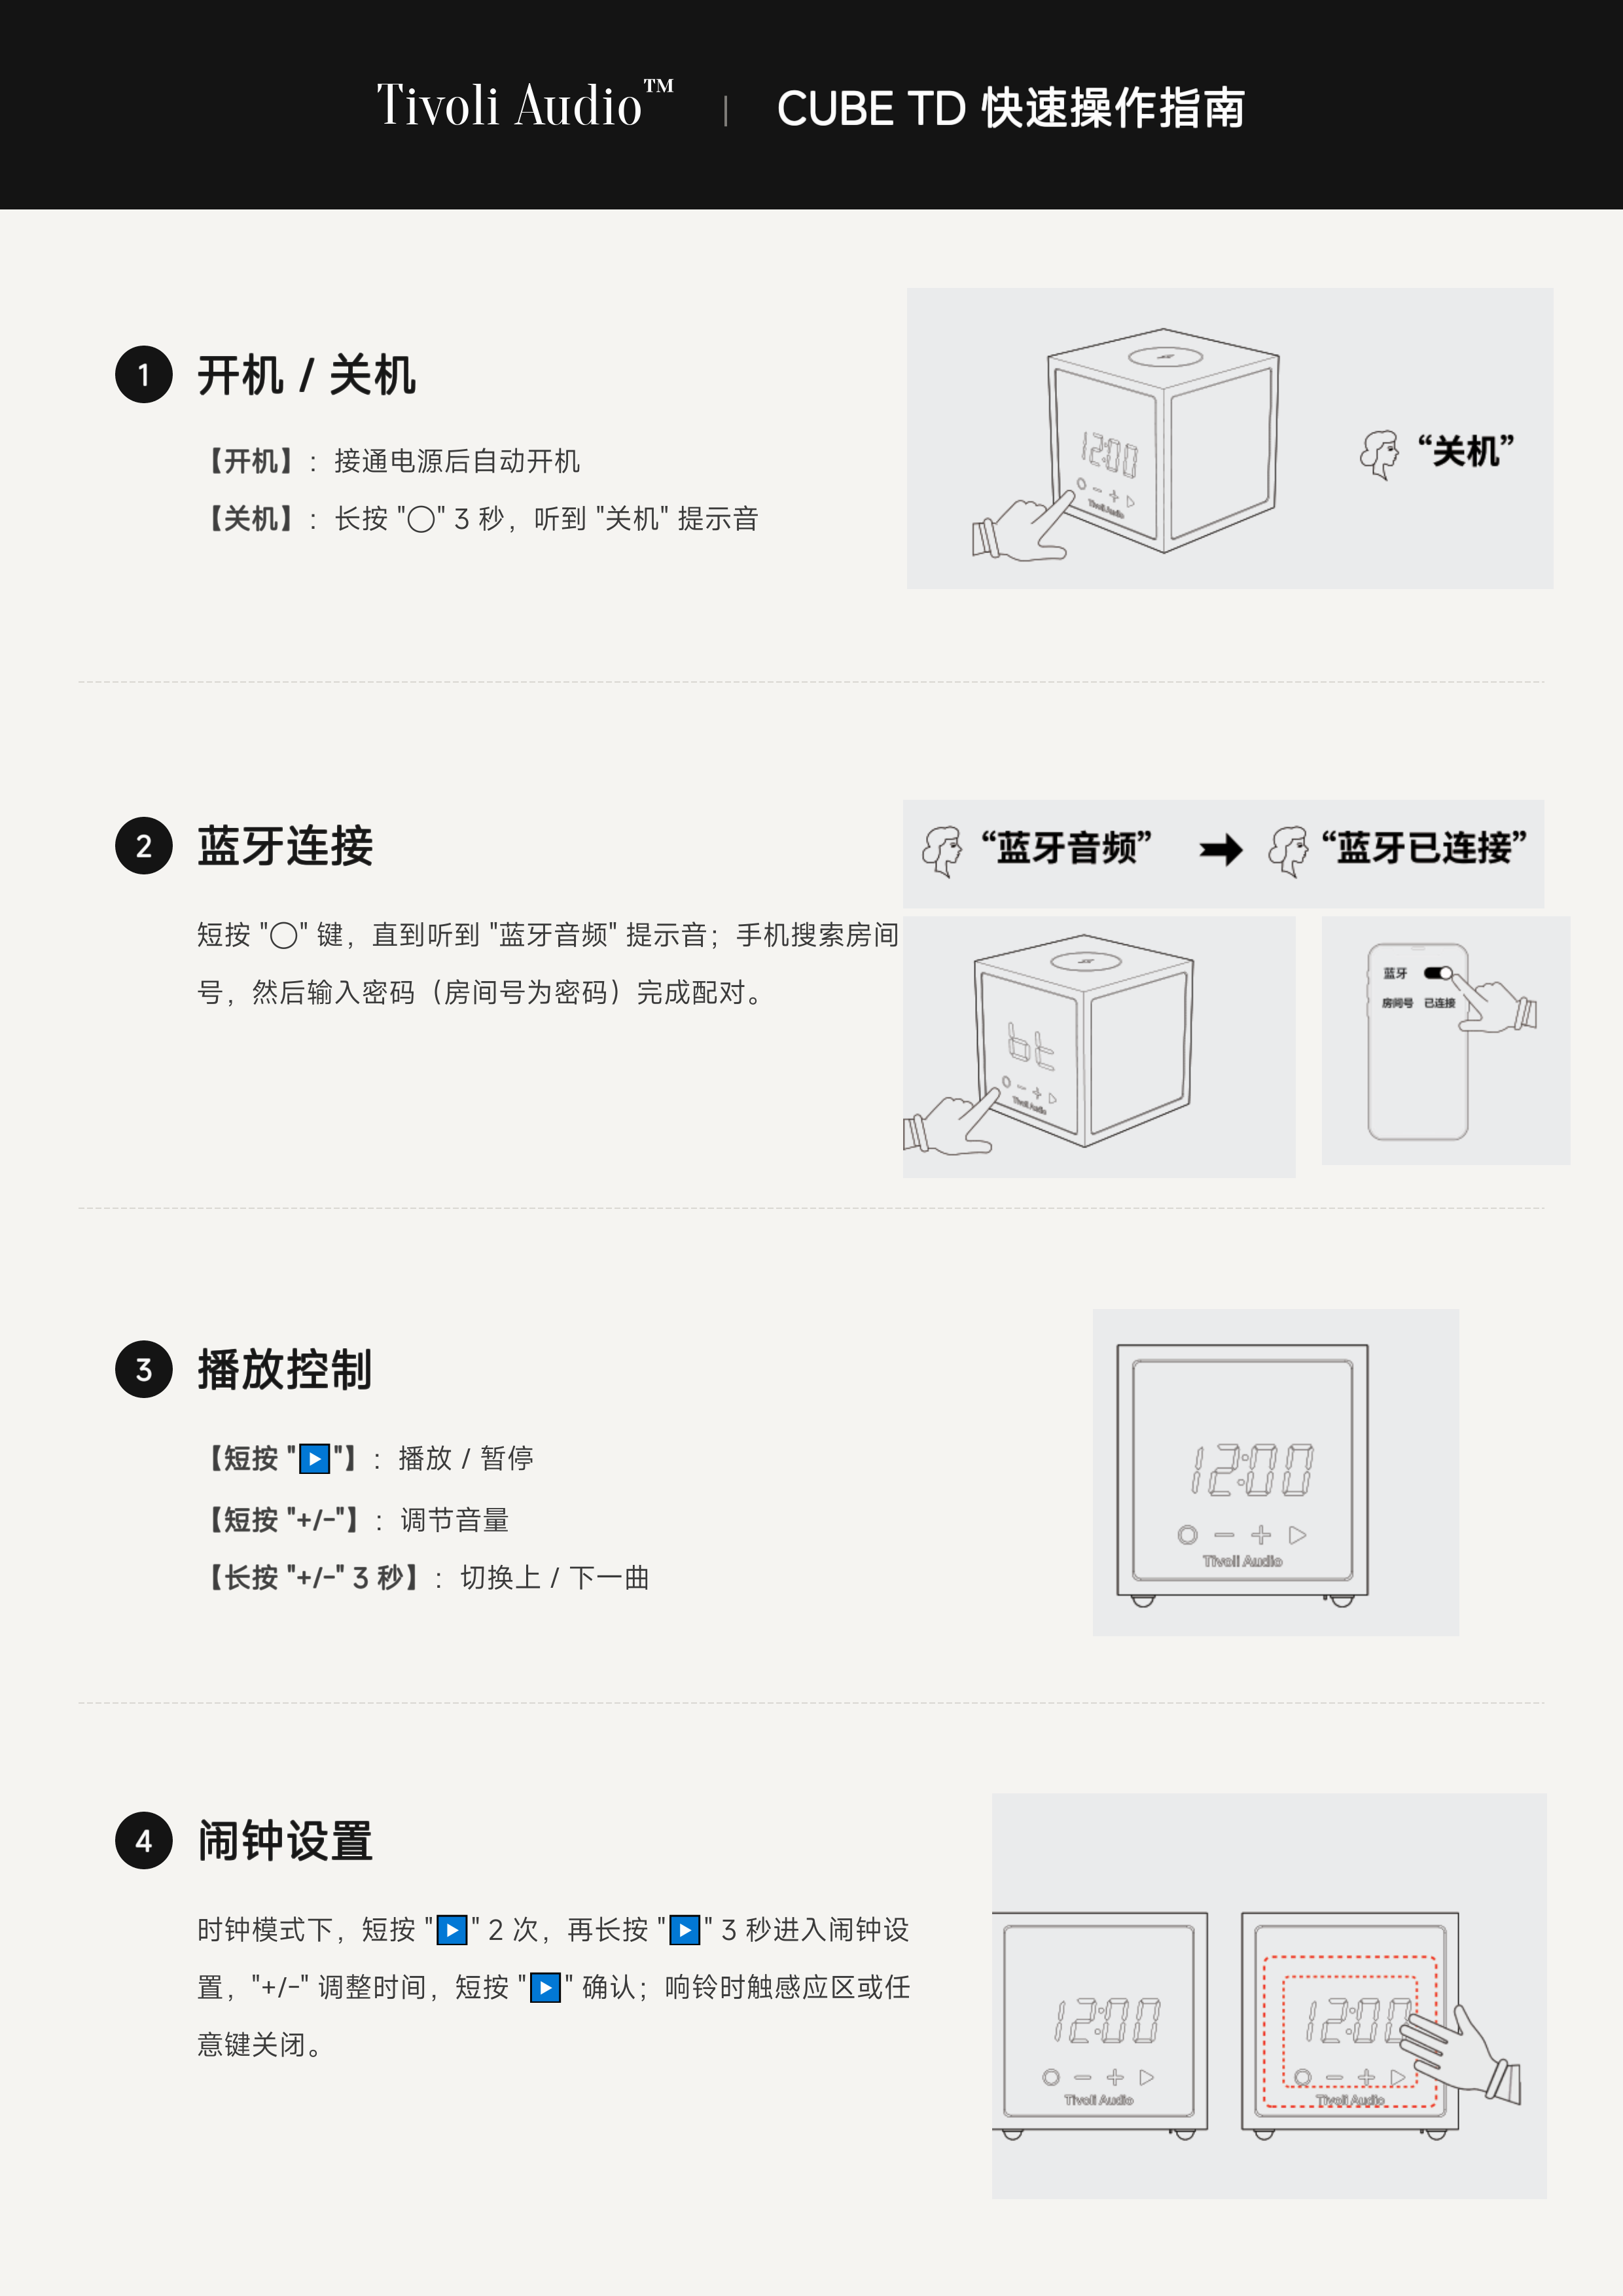 Tivoli Audio™ | CUBE TD 快速操作指南
1 开机 / 关机
【开机】：接通电源后自动开机
【关机】：长按 "◯" 3 秒，听到 "关机" 提示音
12:00
Tivoli Audio
“关机”
2 蓝牙连接
短按 "◯" 键，直到听到 "蓝牙音频" 提示音；手机搜索房间
号，然后输入密码（房间号为密码）完成配对。
“蓝牙音频” ➡ “蓝牙已连接”
bt
Tivoli Audio
蓝牙
房间号 已连接
3 播放控制
【短按 "▶"】：播放 / 暂停
【短按 "+/-"】：调节音量
【长按 "+/-" 3 秒】：切换上 / 下一曲
12:00
Tivoli Audio
4 闹钟设置
时钟模式下，短按 "▶" 2 次，再长按 "▶" 3 秒进入闹钟设
置，"+/-" 调整时间，短按 "▶" 确认；响铃时触感应区或任
意键关闭。
12:00
Tivoli Audio
12:00
Tivoli Audio